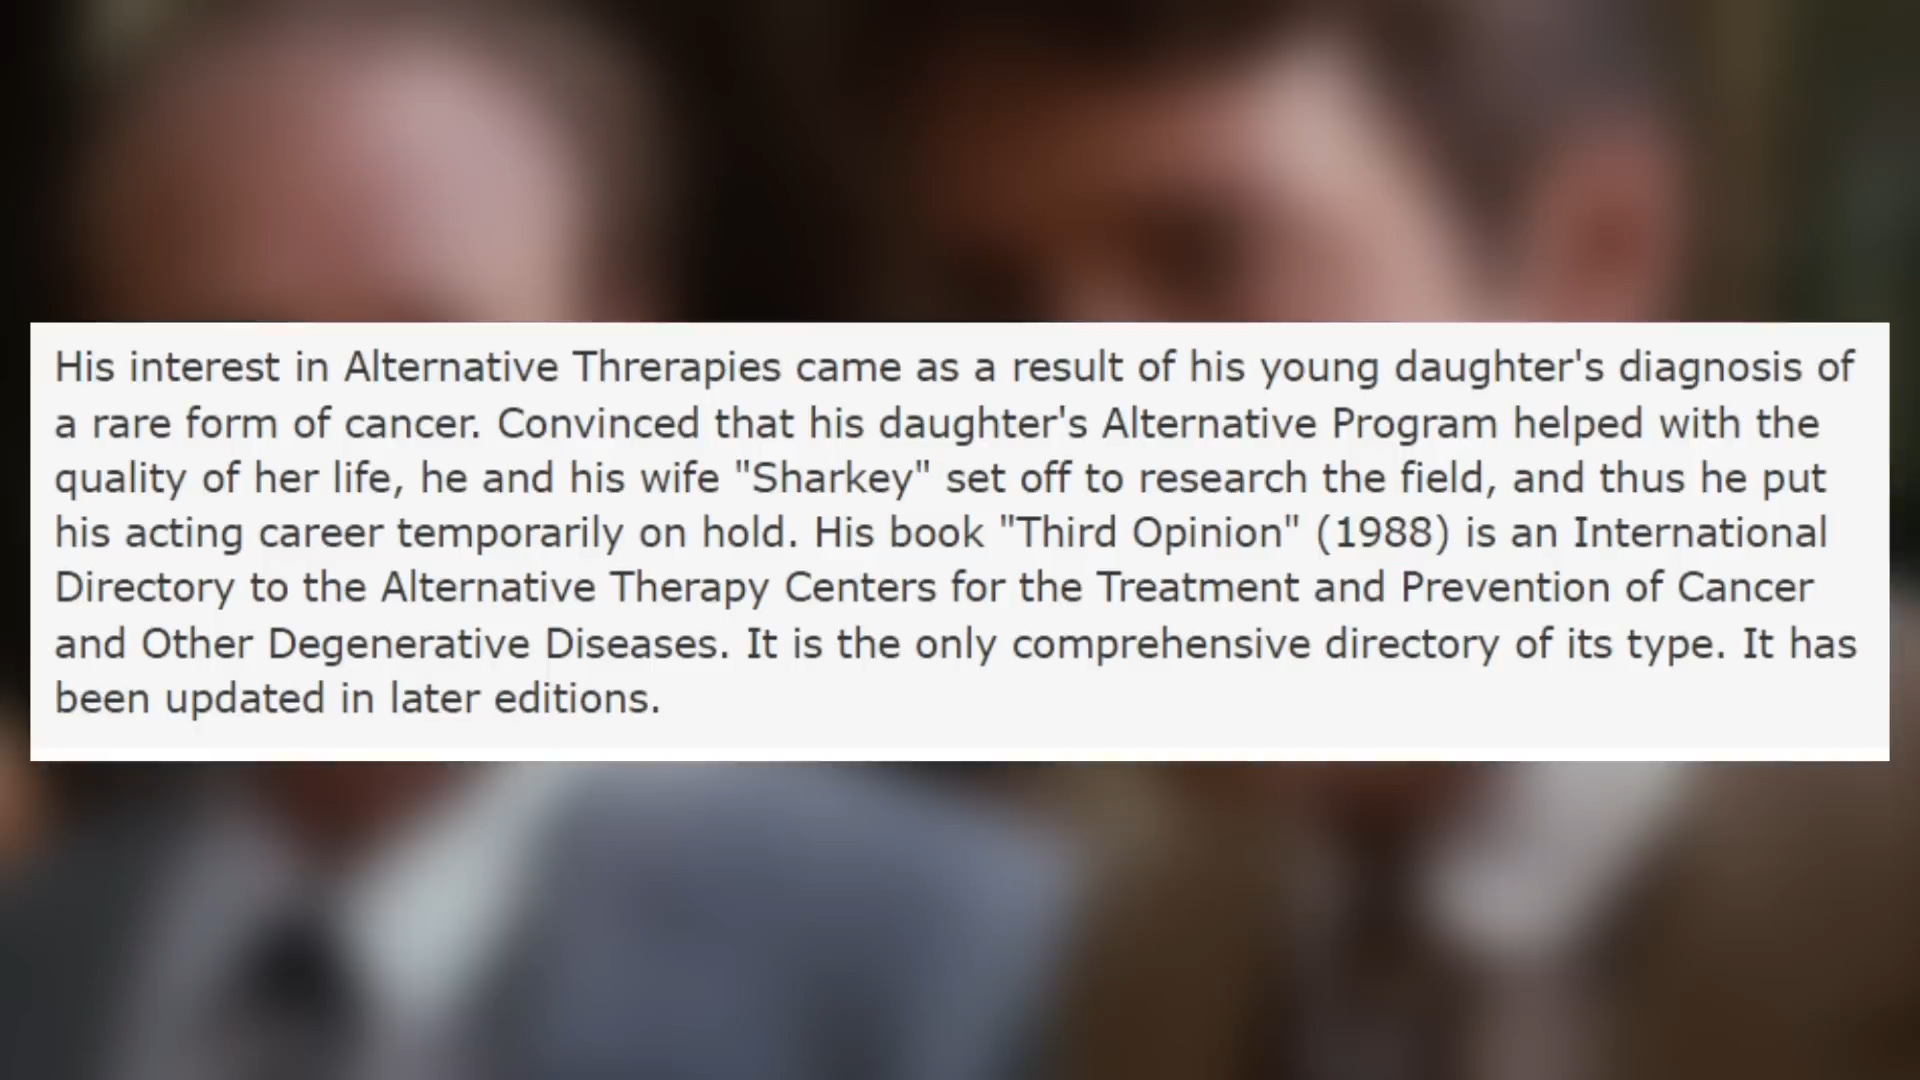 His interest in Alternative Threrapies came as a result of his young daughter's diagnosis of
a rare form of cancer. Convinced that his daughter's Alternative Program helped with the
quality of her life, he and his wife "Sharkey" set off to research the field, and thus he put
his acting career temporarily on hold. His book "Third Opinion" (1988) is an International
Directory to the Alternative Therapy Centers for the Treatment and Prevention of Cancer
and Other Degenerative Diseases. It is the only comprehensive directory of its type. It has
been updated in later editions.